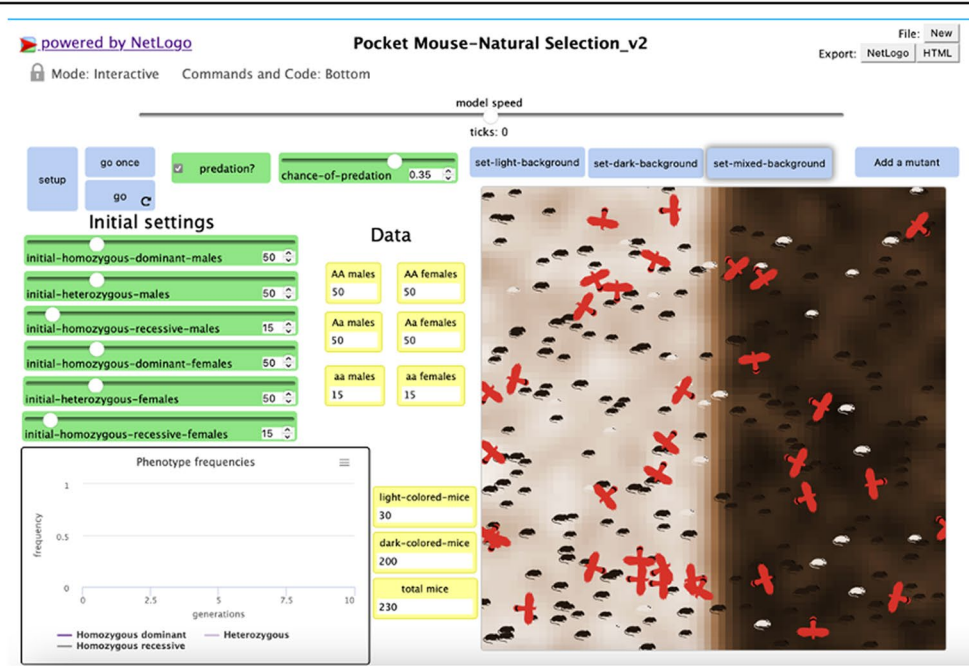 powered by NetLogo
Pocket Mouse-Natural Selection_v2
File: New
Export: NetLogo HTML
Mode: Interactive Commands and Code: Bottom
model speed
ticks: 0
setup
go once
go
predation?
chance-of-predation 0.35
set-light-background
set-dark-background
set-mixed-background
Add a mutant
Initial settings
initial-homozygous-dominant-males 50
initial-heterozygous-males 50
initial-homozygous-recessive-males 15
initial-homozygous-dominant-females 50
initial-heterozygous-females 50
initial-homozygous-recessive-females 15
Data
AA males
50
AA females
50
Aa males
50
Aa females
50
aa males
15
aa females
15
Phenotype frequencies
1
0.5
0
frequency
0 2.5 5 7.5 10
generations
Homozygous dominant Heterozygous
Homozygous recessive
light-colored-mice
30
dark-colored-mice
200
total mice
230